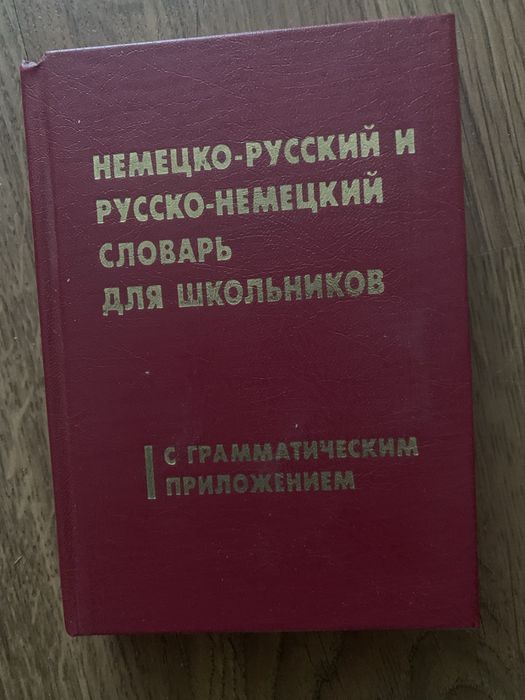 НЕМЕЦКО-РУССКИЙ И
РУССКО-НЕМЕЦКИЙ
СЛОВАРЬ
ДЛЯ ШКОЛЬНИКОВ
С ГРАММАТИЧЕСКИМ
ПРИЛОЖЕНИЕМ